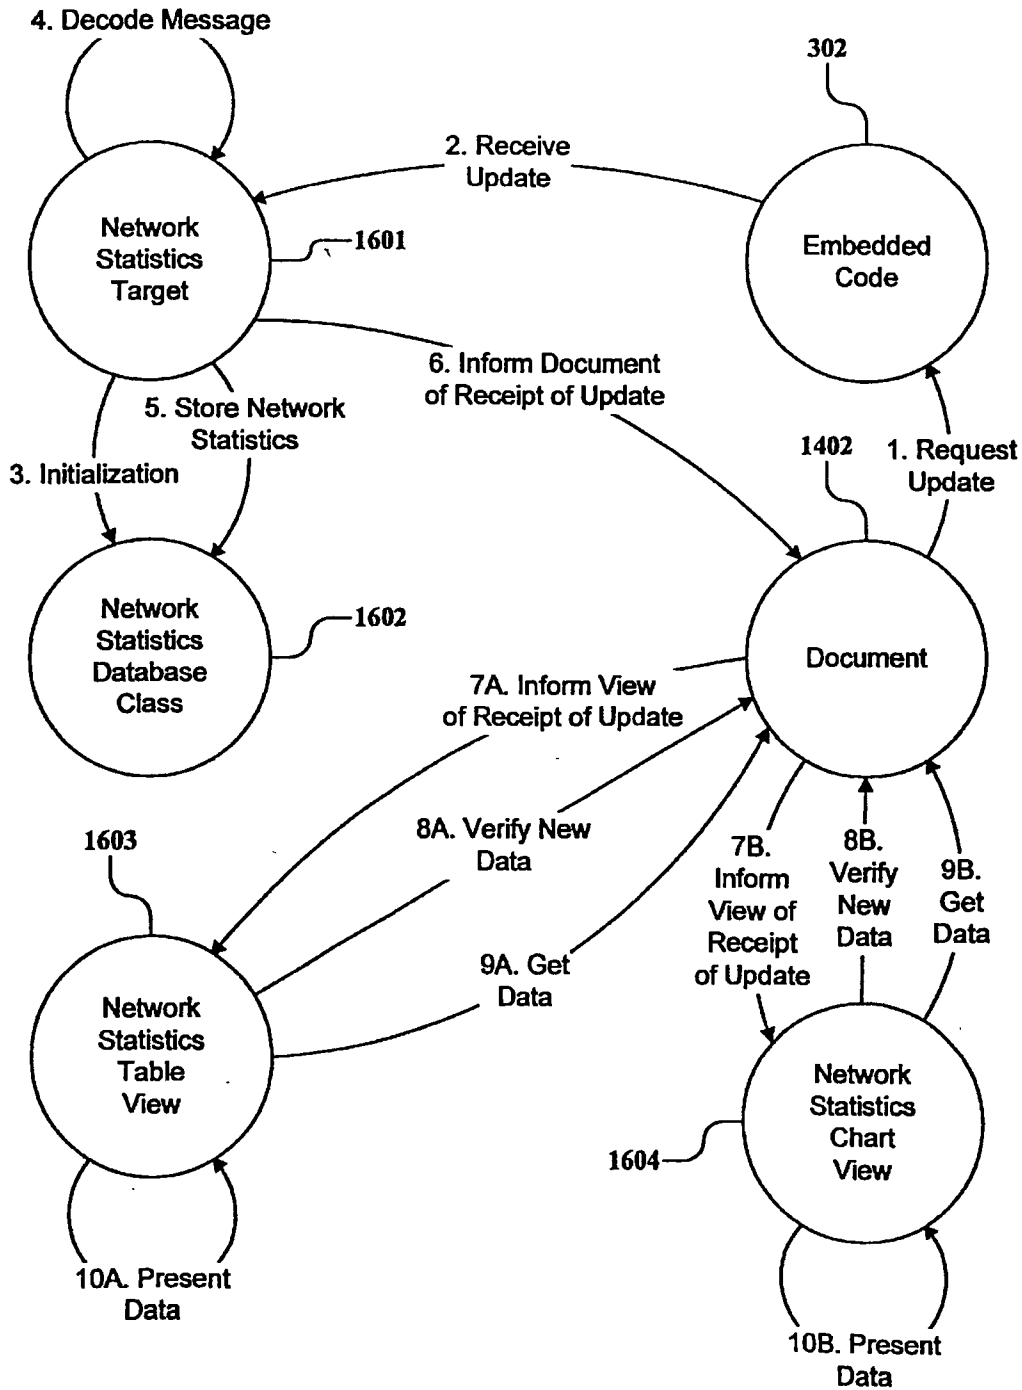 4. Decode Message
302
2. Receive
Update
Network
Statistics
Target
1601
Embedded
Code
6. Inform Document
of Receipt of Update
5. Store Network
Statistics
3. Initialization
1402
1. Request
Update
Network
Statistics
Database
Class
1602
Document
7A. Inform View
of Receipt of Update
8A. Verify New
Data
9A. Get
Data
7B.
Inform
View of
Receipt
of Update
8B.
Verify
New
Data
9B.
Get
Data
1603
Network
Statistics
Table
View
Network
Statistics
Chart
View
1604
10A. Present
Data
10B. Present
Data